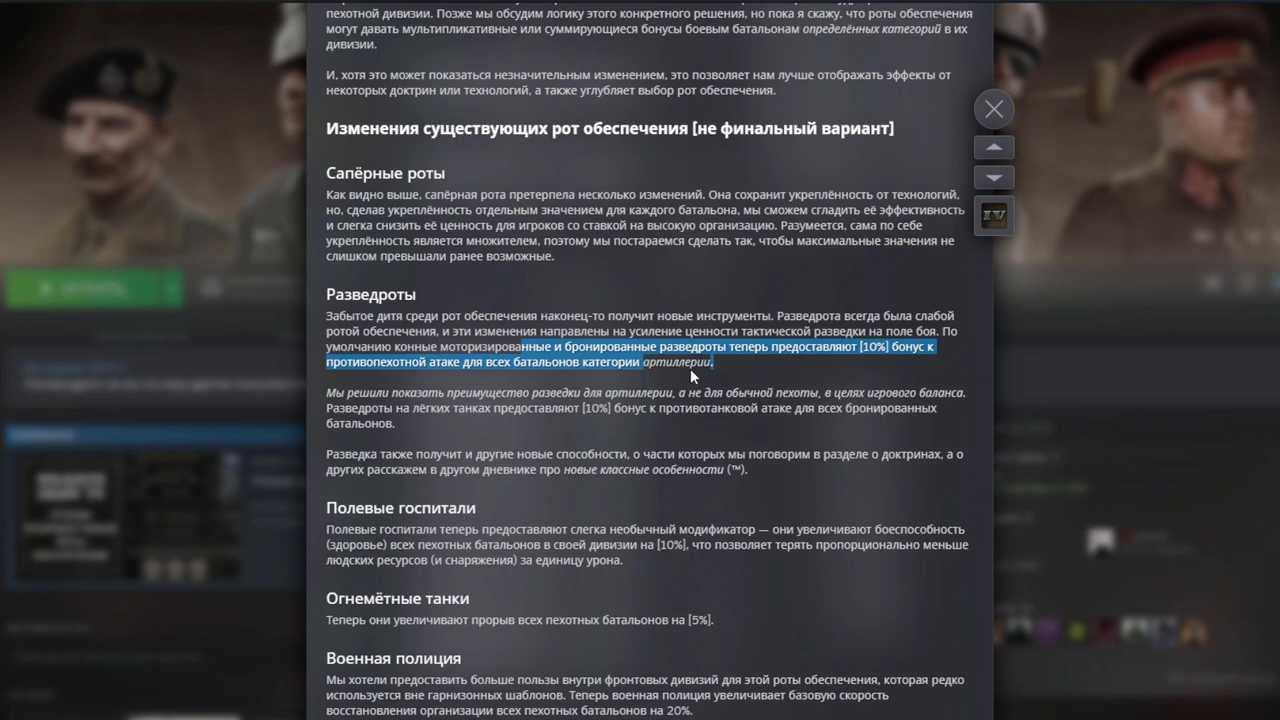 пехотной дивизии. Позже мы обсудим логику этого конкретного решения, но пока я скажу, что роты обеспечения
могут давать мультипликативные или суммирующиеся бонусы боевым батальонам определённых категорий в их
дивизии.
И, хотя это может показаться незначительным изменением, это позволяет нам лучше отображать эффекты от
некоторых доктрин или технологий, а также углубляет выбор рот обеспечения.
Изменения существующих рот обеспечения [не финальный вариант]
Сапёрные роты
Как видно выше, сапёрная рота претерпела несколько изменений. Она сохранит укреплённость от технологий,
но, сделав укреплённость отдельным значением для каждого батальона, мы сможем сгладить её эффективность
и слегка снизить её ценность для игроков со ставкой на высокую организацию. Разумеется, сама по себе
укреплённость является множителем, поэтому мы постараемся сделать так, чтобы максимальные значения не
слишком превышали ранее возможные.
Разведроты
Забытое дитя среди рот обеспечения наконец-то получит новые инструменты. Разведрота всегда была слабой
ротой обеспечения, и эти изменения направлены на усиление ценности тактической разведки на поле боя. По
умолчанию конные моторизированные и бронированные разведроты теперь предоставляют [10%] бонус к
противопехотной атаке для всех батальонов категории артиллерии.
Мы решили показать преимущество разведки для артиллерии, а не для обычной пехоты, в целях игрового баланса.
Разведроты на лёгких танках предоставляют [10%] бонус к противотанковой атаке для всех бронированных
батальонов.
Разведка также получит и другие новые способности, о части которых мы поговорим в разделе о доктринах, а о
других расскажем в другом дневнике про новые классные особенности (™).
Полевые госпитали
Полевые госпитали теперь предоставляют слегка необычный модификатор — они увеличивают боеспособность
(здоровье) всех пехотных батальонов в своей дивизии на [10%], что позволяет терять пропорционально меньше
людских ресурсов (и снаряжения) за единицу урона.
Огнемётные танки
Теперь они увеличивают прорыв всех пехотных батальонов на [5%].
Военная полиция
Мы хотели предоставить больше пользы внутри фронтовых дивизий для этой роты обеспечения, которая редко
используется вне гарнизонных шаблонов. Теперь военная полиция увеличивает базовую скорость
восстановления организации всех пехотных батальонов на 20%.
IV